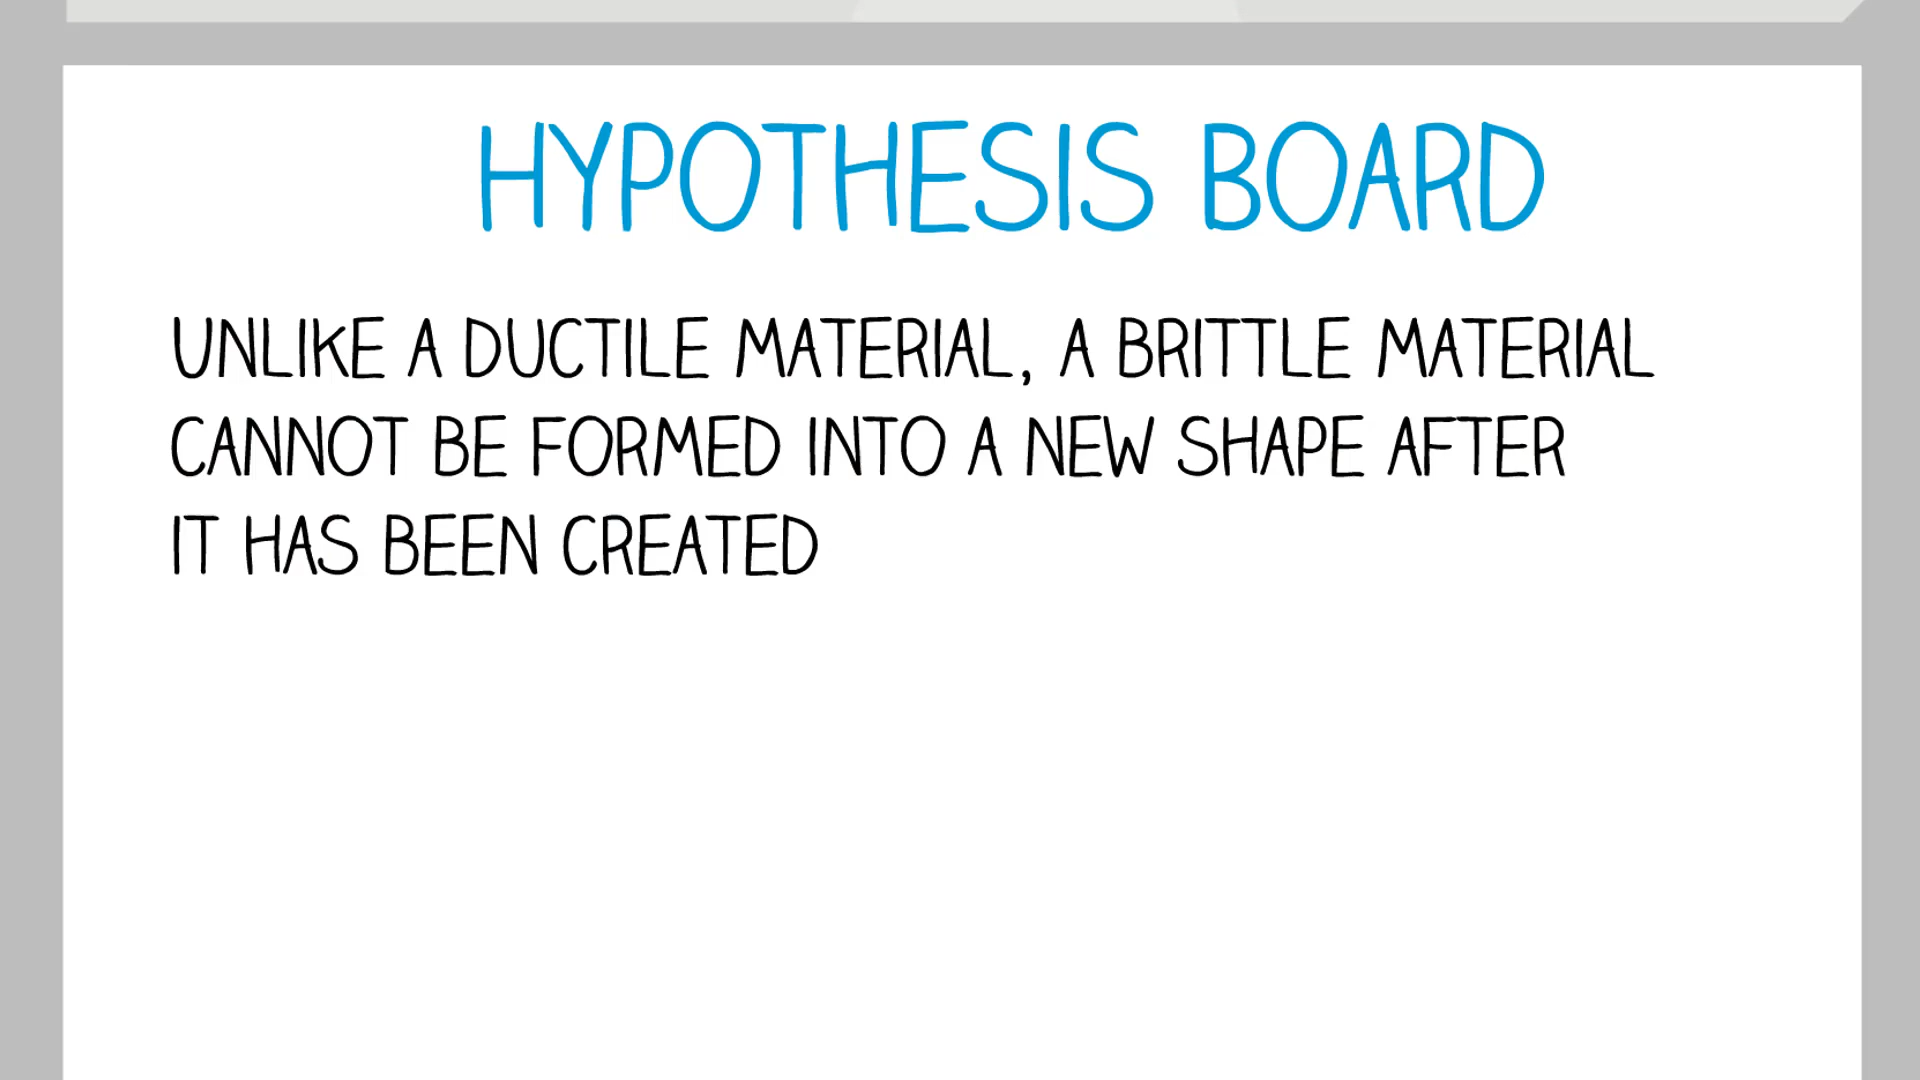 HYPOTHESIS BOARD
UNLIKE A DUCTILE MATERIAL, A BRITTLE MATERIAL
CANNOT BE FORMED INTO A NEW SHAPE AFTER
IT HAS BEEN CREATED